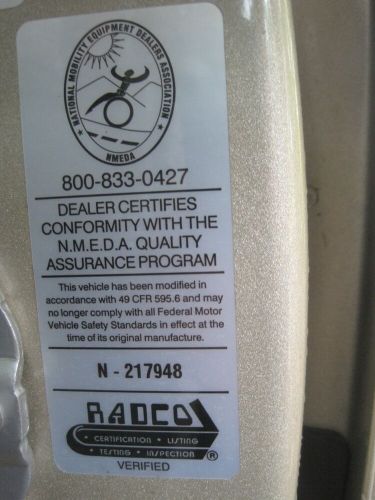 NATIONAL MOBILITY EQUIPMENT DEALERS ASSOCIATION
NMEDA
800-833-0427
DEALER CERTIFIES
CONFORMITY WITH THE
N.M.E.D.A. QUALITY
ASSURANCE PROGRAM
This vehicle has been modified in
accordance with 49 CFR 595.6 and may
no longer comply with all Federal Motor
Vehicle Safety Standards in effect at the
time of its original manufacture.
N - 217948
RADCO
• CERTIFICATION • LISTING
• TESTING • INSPECTION • ®
VERIFIED